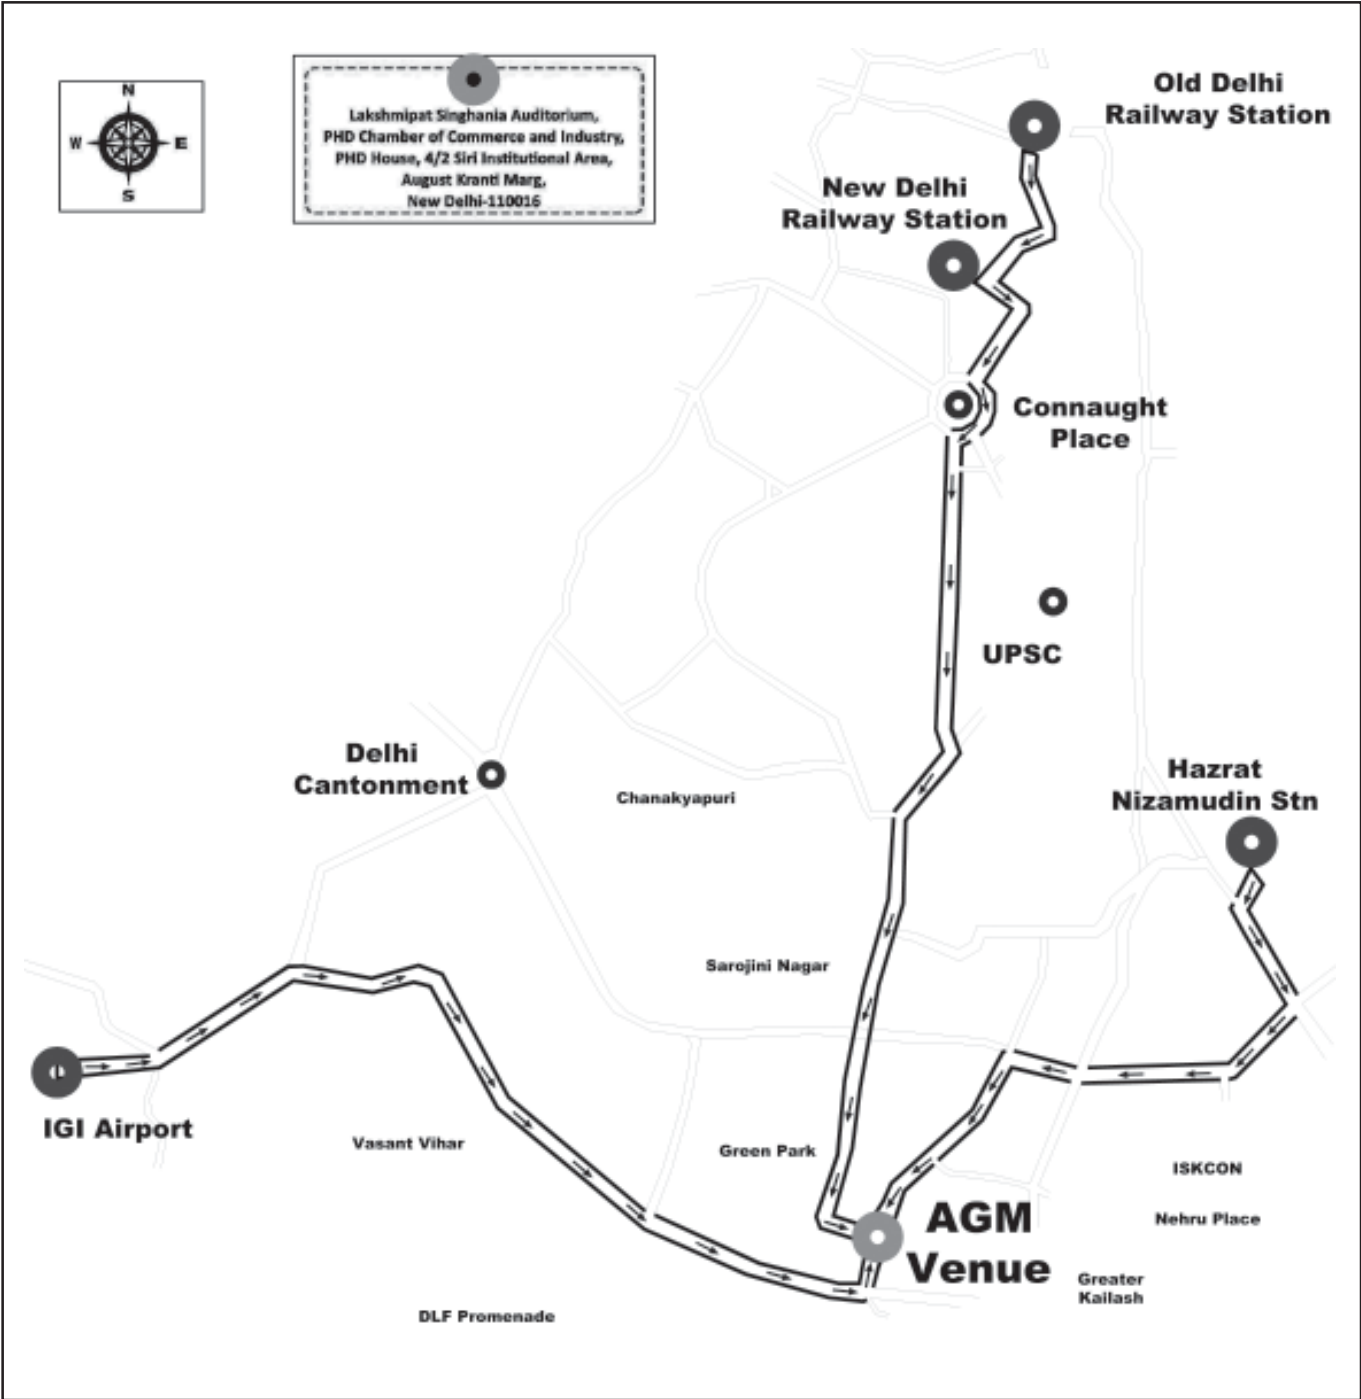 N
W E
S
Lakshmipat Singhania Auditorium,
PHD Chamber of Commerce and Industry,
PHD House, 4/2 Siri Institutional Area,
August Kranti Marg,
New Delhi-110016
Old Delhi
Railway Station
New Delhi
Railway Station
Connaught
Place
UPSC
Delhi
Cantonment
Chanakyapuri
Hazrat
Nizamudin Stn
Sarojini Nagar
IGI Airport
Vasant Vihar
Green Park
ISKCON
Nehru Place
AGM
Venue
Greater
Kailash
DLF Promenade